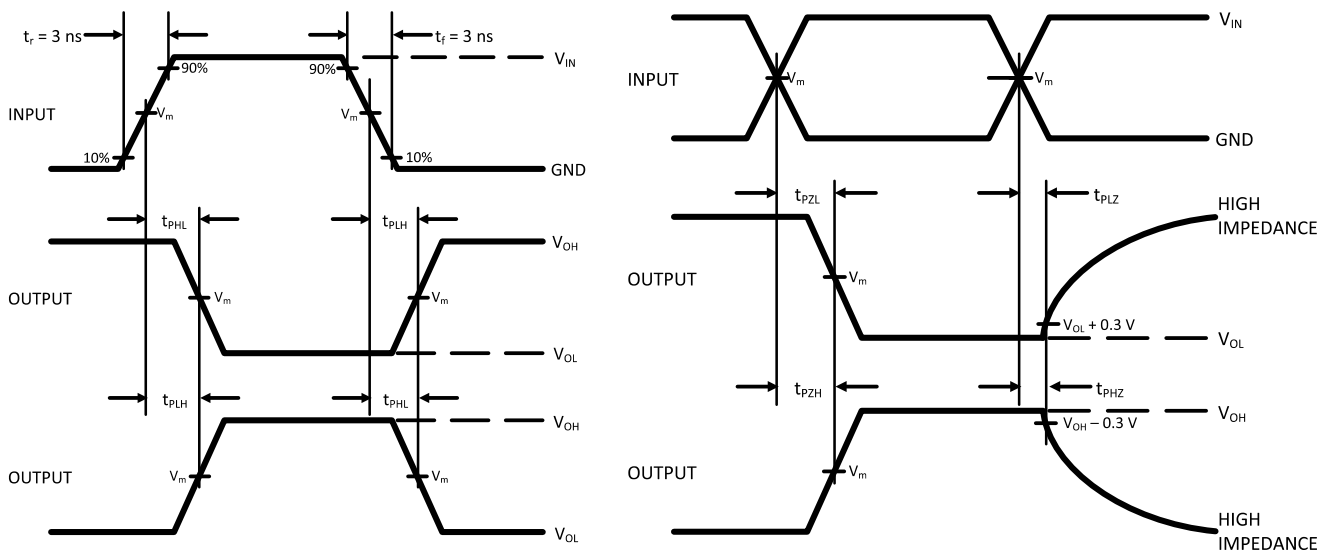 tr = 3 ns
tf = 3 ns
90%
90%
VIN
INPUT
Vm
Vm
10%
10%
GND
tPHL
tPLH
VOH
OUTPUT
Vm
Vm
VOL
tPLH
tPHL
VOH
OUTPUT
Vm
Vm
VOL
VIN
INPUT
Vm
Vm
GND
tPZL
tPLZ
HIGH
IMPEDANCE
OUTPUT
Vm
VOL + 0.3 V
VOL
tPZH
tPHZ
VOH
VOH – 0.3 V
OUTPUT
Vm
HIGH
IMPEDANCE